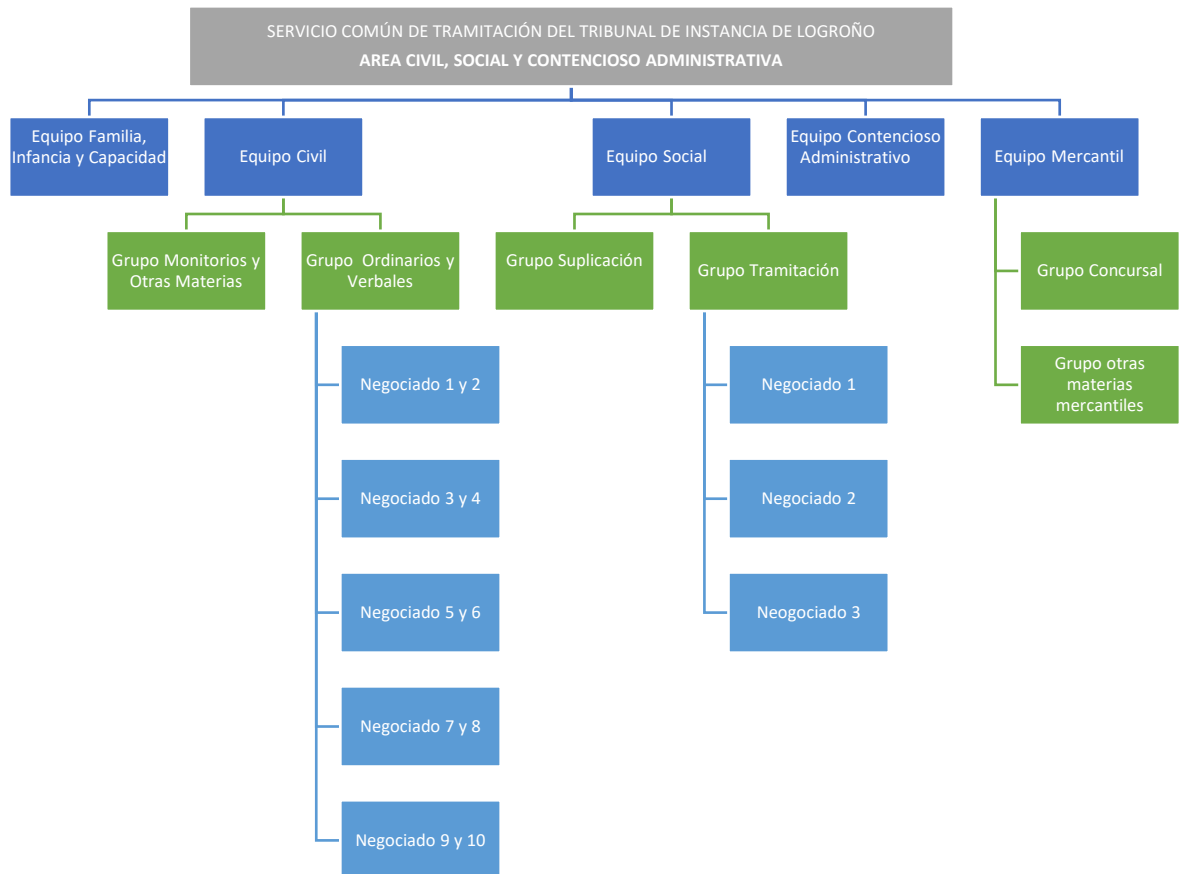 SERVICIO COMÚN DE TRAMITACIÓN DEL TRIBUNAL DE INSTANCIA DE LOGROÑO
AREA CIVIL, SOCIAL Y CONTENCIOSO ADMINISTRATIVA
Equipo Familia,
Infancia y Capacidad
Equipo Civil
Equipo Social
Equipo Contencioso
Administrativo
Equipo Mercantil
Grupo Monitorios y
Otras Materias
Grupo Ordinarios y
Verbales
Grupo Suplicación
Grupo Tramitación
Grupo Concursal
Negociado 1 y 2
Negociado 1
Grupo otras
materias
mercantiles
Negociado 3 y 4
Negociado 2
Negociado 5 y 6
Neogociado 3
Negociado 7 y 8
Negociado 9 y 10